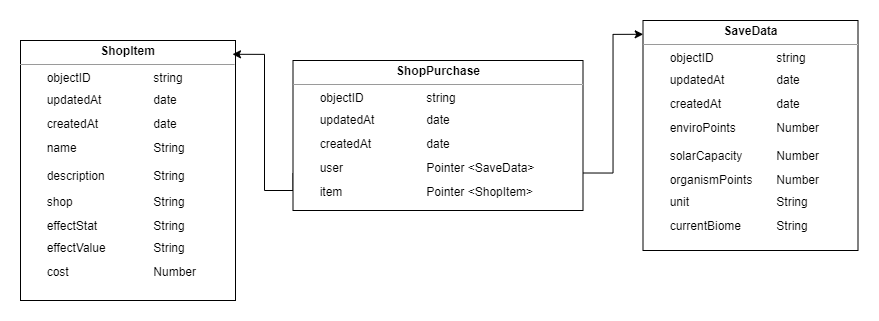 ShopItem
objectID string
updatedAt date
createdAt date
name String
description String
shop String
effectStat String
effectValue String
cost Number
ShopPurchase
objectID string
updatedAt date
createdAt date
user Pointer <SaveData>
item Pointer <ShopItem>
SaveData
objectID string
updatedAt date
createdAt date
enviroPoints Number
solarCapacity Number
organismPoints Number
unit String
currentBiome String